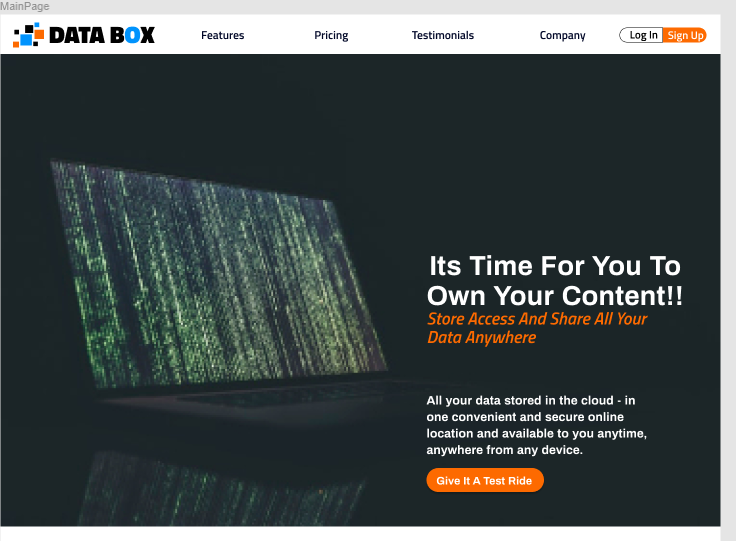 MainPage
DATA BOX
Features
Pricing
Testimonials
Company
Log In
Sign Up
Its Time For You To
Own Your Content!!
Store Access And Share All Your
Data Anywhere
All your data stored in the cloud - in
one convenient and secure online
location and available to you anytime,
anywhere from any device.
Give It A Test Ride